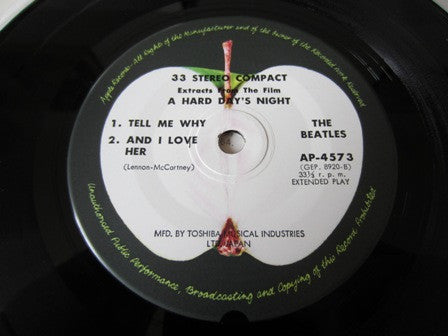 Apple Records · All Rights of the Manufacturer and of the Owner of the Recorded Work Reserved
33 STEREO COMPACT
Extracts From The Film
A HARD DAY'S NIGHT
1. TELL ME WHY
2. AND I LOVE
HER
(Lennon-McCartney)
THE
BEATLES
AP-4573
(GEP. 8920-B)
33⅓ r. p. m.
EXTENDED PLAY
MFD. BY TOSHIBA MUSICAL INDUSTRIES
LTD. JAPAN
Unauthorised Public Performance, Broadcasting and Copying of this Record Prohibited